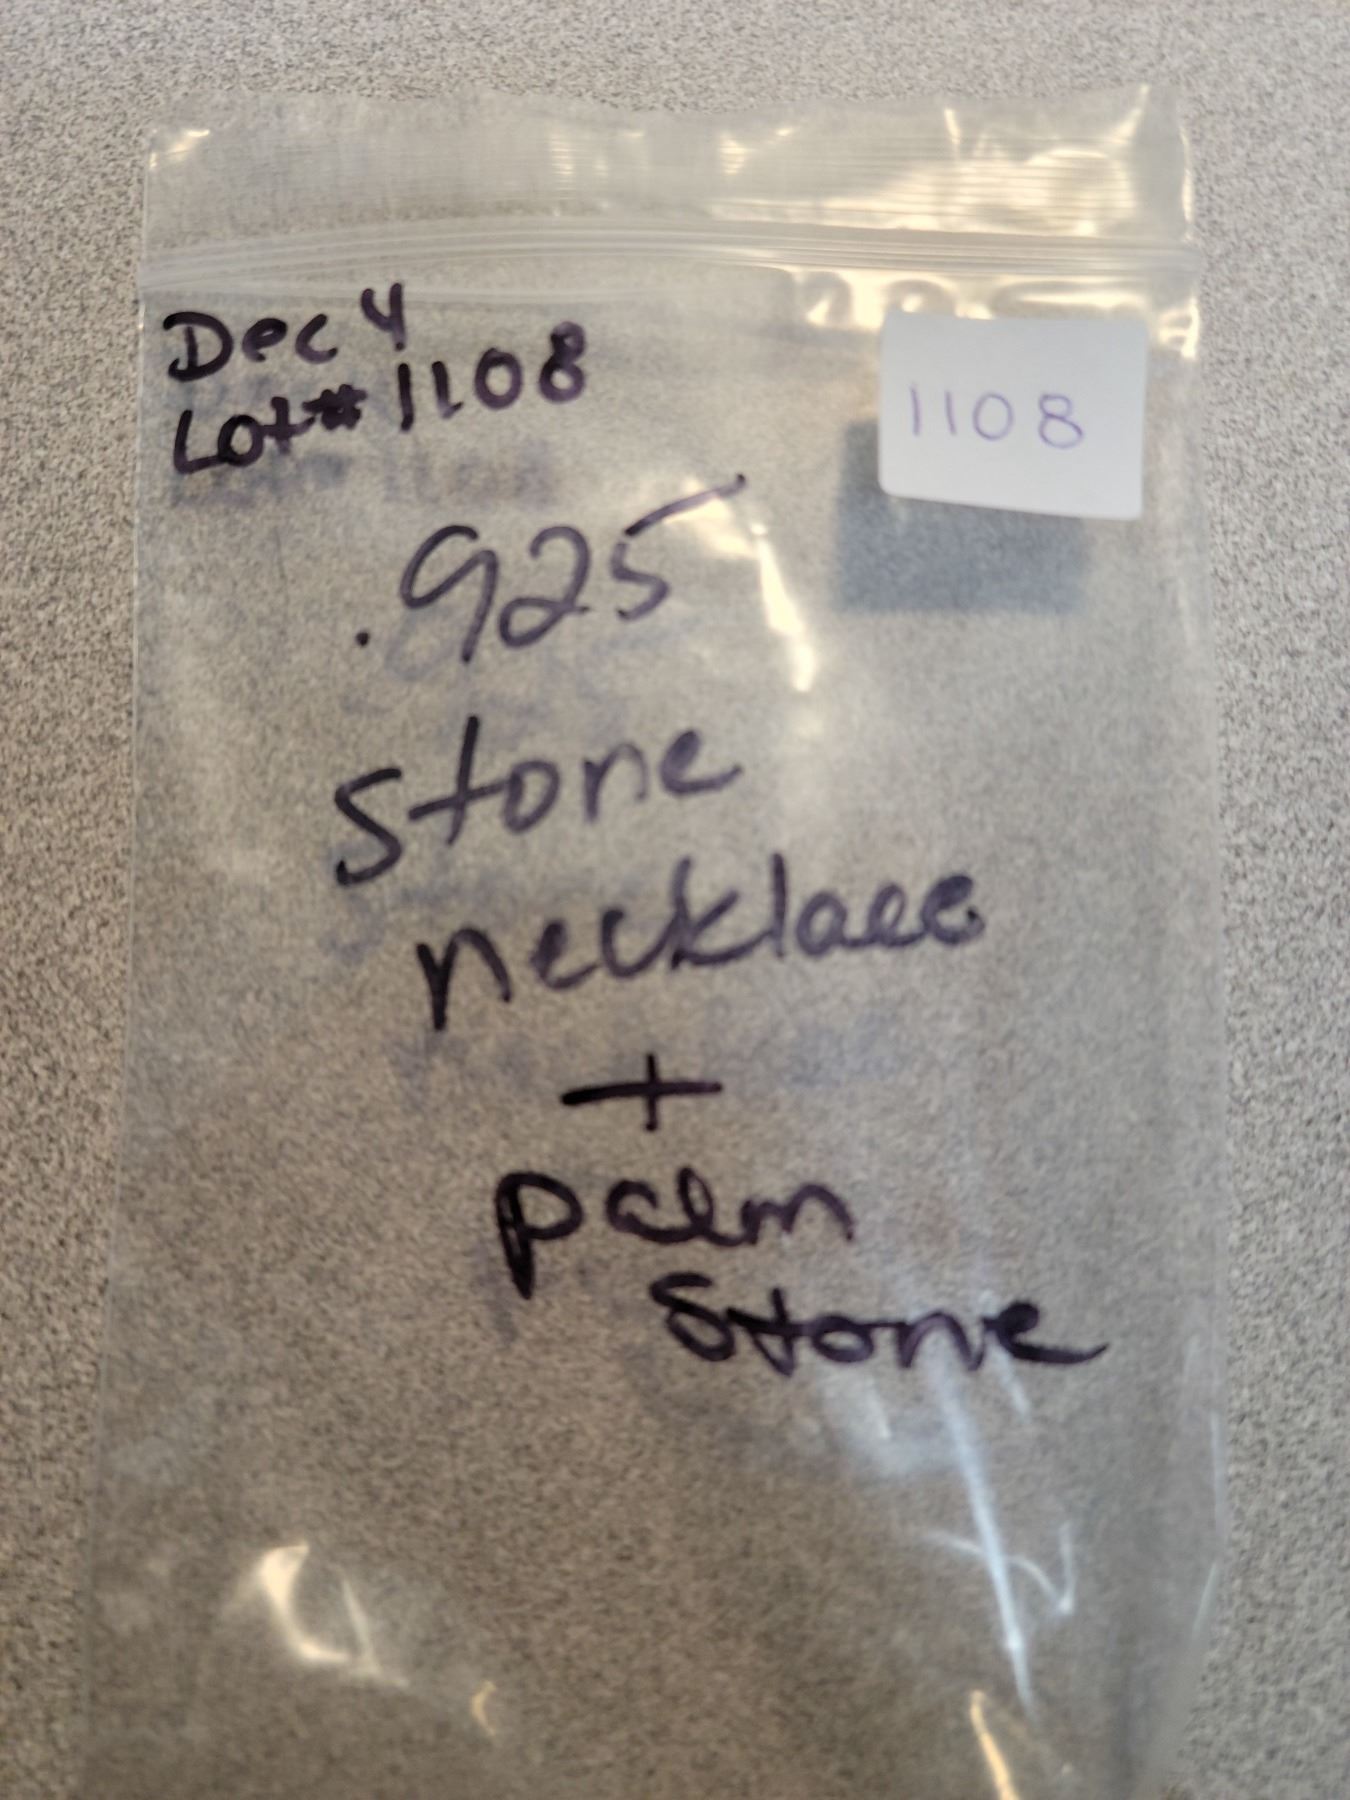 Dec 4
Lot# 1108
1108
.925
Stone
necklace
+
palm
Stone